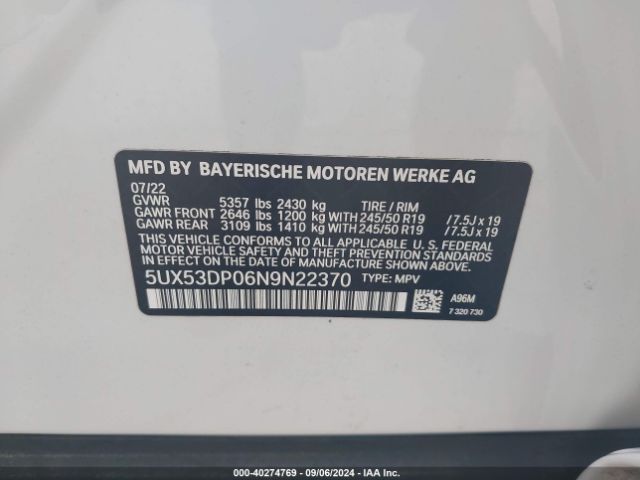 MFD BY BAYERISCHE MOTOREN WERKE AG
07/22
GVWR 5357 lbs 2430 kg TIRE / RIM
GAWR FRONT 2646 lbs 1200 kg WITH 245/50 R19 / 7.5J x 19
GAWR REAR 3109 lbs 1410 kg WITH 245/50 R19 / 7.5J x 19
THIS VEHICLE CONFORMS TO ALL APPLICABLE U. S. FEDERAL
MOTOR VEHICLE SAFETY AND THEFT PREVENTION STANDARDS
IN EFFECT ON THE DATE OF MANUFACTURE SHOWN ABOVE.
5UX53DP06N9N22370 TYPE: MPV
A96M
7 320 730
Copart
© - 40274769 - 09/06/2024 - IAA Inc.